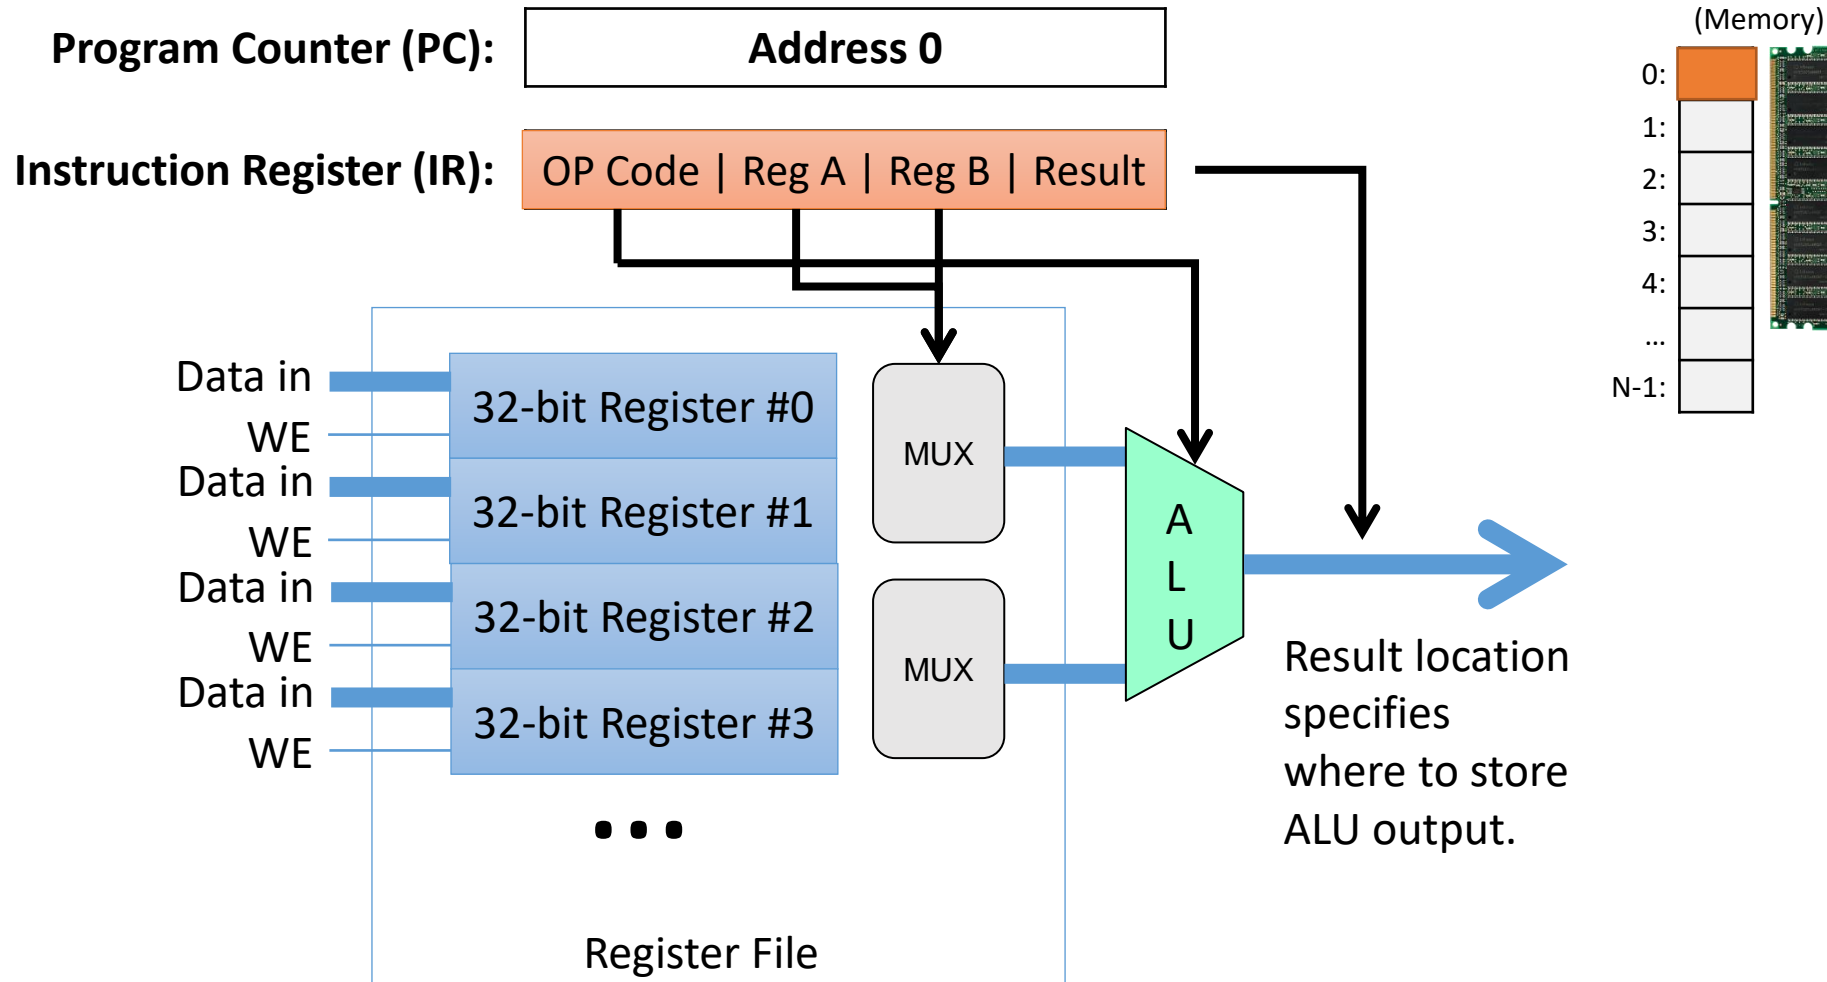 (Memory)
Program Counter (PC):
Address 0
0:
1:
2:
3:
4:
...
N-1:
Instruction Register (IR):
OP Code | Reg A | Reg B | Result
Data in
WE
Data in
WE
Data in
WE
Data in
WE
32-bit Register #0
32-bit Register #1
32-bit Register #2
32-bit Register #3
...
MUX
MUX
A
L
U
Result location
specifies
where to store
ALU output.
Register File